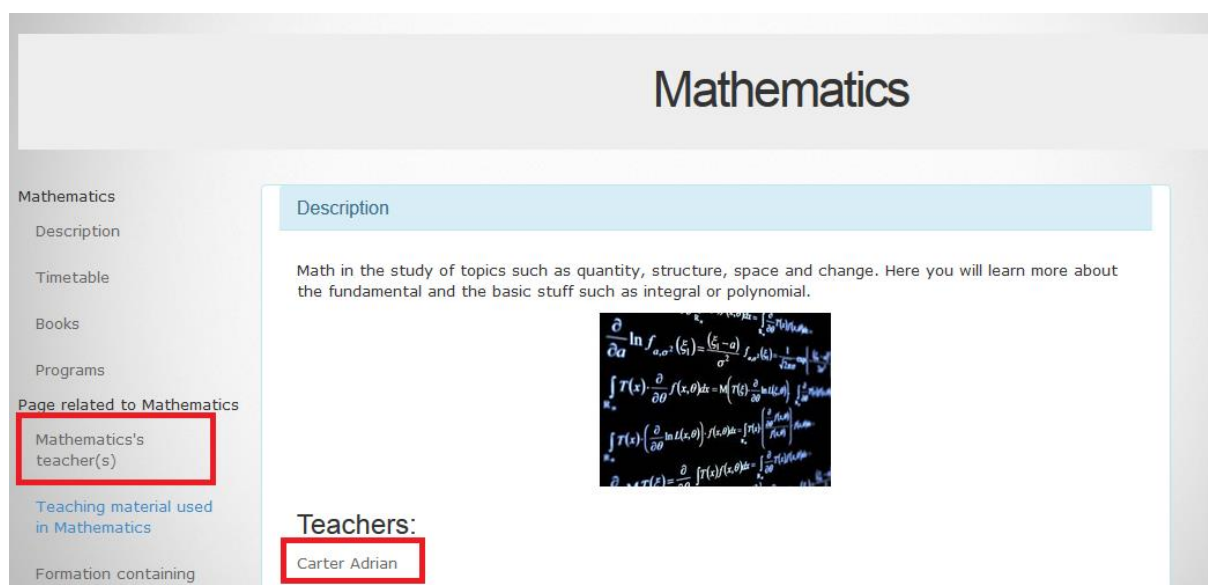 Mathematics
Mathematics
Description
Timetable
Books
Programs
Page related to Mathematics
Mathematics's
teacher(s)
Teaching material used
in Mathematics
Formation containing
Description
Math in the study of topics such as quantity, structure, space and change. Here you will learn more about
the fundamental and the basic stuff such as integral or polynomial.
Teachers:
Carter Adrian